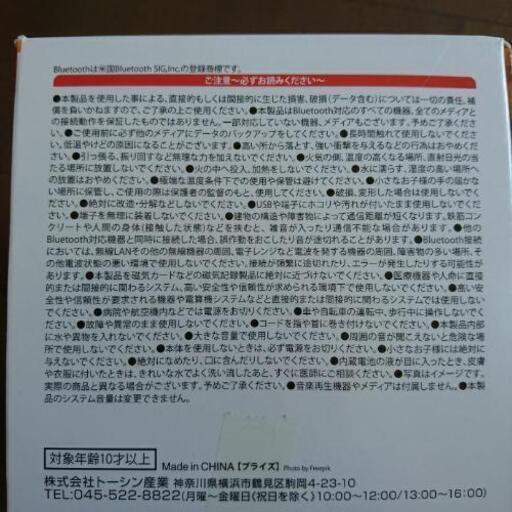 Bluetoothは米国Bluetooth SIG,Inc.の登録商標です。
ご注意～必ずお読みください～
●本製品を使用した事による、直接的もしくは間接的に生じた損害、破損(データ含む)については一切の責任、補
償を負いかねますので、ご了承の上ご使用ください。●本製品はBluetooth対応のすべての機器、全てのメディアと
の接続動作を保証したものではありません。一部対応していない機器、メディアもございます。予めご了承ください。
●ご使用前に必ず他のメディアにデータのバックアップをしてください。●長時間触れて使用しないでください、
低温やけどの原因になることがございます。●高い所から落とす、強い衝撃を与えるなどの行為はおやめくだ
さい。●引っ張る、振り回すなど無理な力を加えないでください。●火気の側、温度の高くなる場所、直射日光の当
たる場所に放置しないでください。●火の中へ投入、加熱をしないでください。●水に濡らす、湿度の高い場所へ
の放置はおやめください。●極端な温度条件下での使用や保管は避けてください。●小さなお子様の手の届かな
い場所に保管し、ご使用の際は保護者の監督のもと、使用してください。●破損、変形した場合は使用しないでく
ださい。●絶対に改造・分解などしないでください。●USBや端子にホコリや汚れが付いたまま使用しないでくださ
い。●端子を無理に装着しないでください。●建物の構造や障害物によって通信距離が短くなります。鉄筋コン
クリートや人間の身体(接触した状態)などを挟むと、雑音が入ったり通信不能になる場合があります。●他の
Bluetooth対応機器と同時に接続した場合、誤作動をおこしたり音が途切れることがあります。●Bluetooth接続
においては、無線LANその他の無線機器の周囲、電子レンジなど電波を発する機器の周囲、障害物の多い場所、そ
の他電波状態の悪い環境で使用しないでください。接続が頻繁に途切れたり、エラーが発生したりする可能性があ
ります。●本製品を磁気カードなどの磁気記録製品に絶対に近づけないでください。●医療機器や人命に直接的
または間接的に関わるシステムや、高い安全性や信頼性が求められる環境下で使用しないでください。●高い安
全性や信頼性が要求される機器や電算機システムなどと直接的または間接的に関わるシステムでは使用しない
でください。●病院や航空機内などでは電源をお切りください。●車や自転車の運転中、歩行中に操作しないでく
ださい。●故障や異常のまま使用しないでください。●コードを指や首に巻き付けないでください。●本製品内部
に水や異物を入れないでください。●大きな音量で使用しないでください。●周囲の音が聞こえないと危険な場
所で使用しないでください。●本体を使用しないときは、必ず電源をお切りください。●小さなお子様には絶対に
与えないでください。●絶対になめたり、口に含んだりしないでください。●内蔵電池の液が目に入ったとき、皮膚
や衣服に付いたときは、きれいな水でよく洗い流したあと、すぐに医師にご相談ください。●写真はイメージです。
実際の商品と異なる場合がございます。予めご了承ください。●音楽再生機器やメディアは付属しません。●本製
品のシステム音量は変更できません。
対象年齢10才以上 Made in CHINA 【プライズ】 Photo by Freepik
株式会社トーシン産業 神奈川県横浜市鶴見区駒岡4-23-10
TEL:045-522-8822(月曜～金曜日《祝日を除く》10:00～12:00/13:00～16:00)